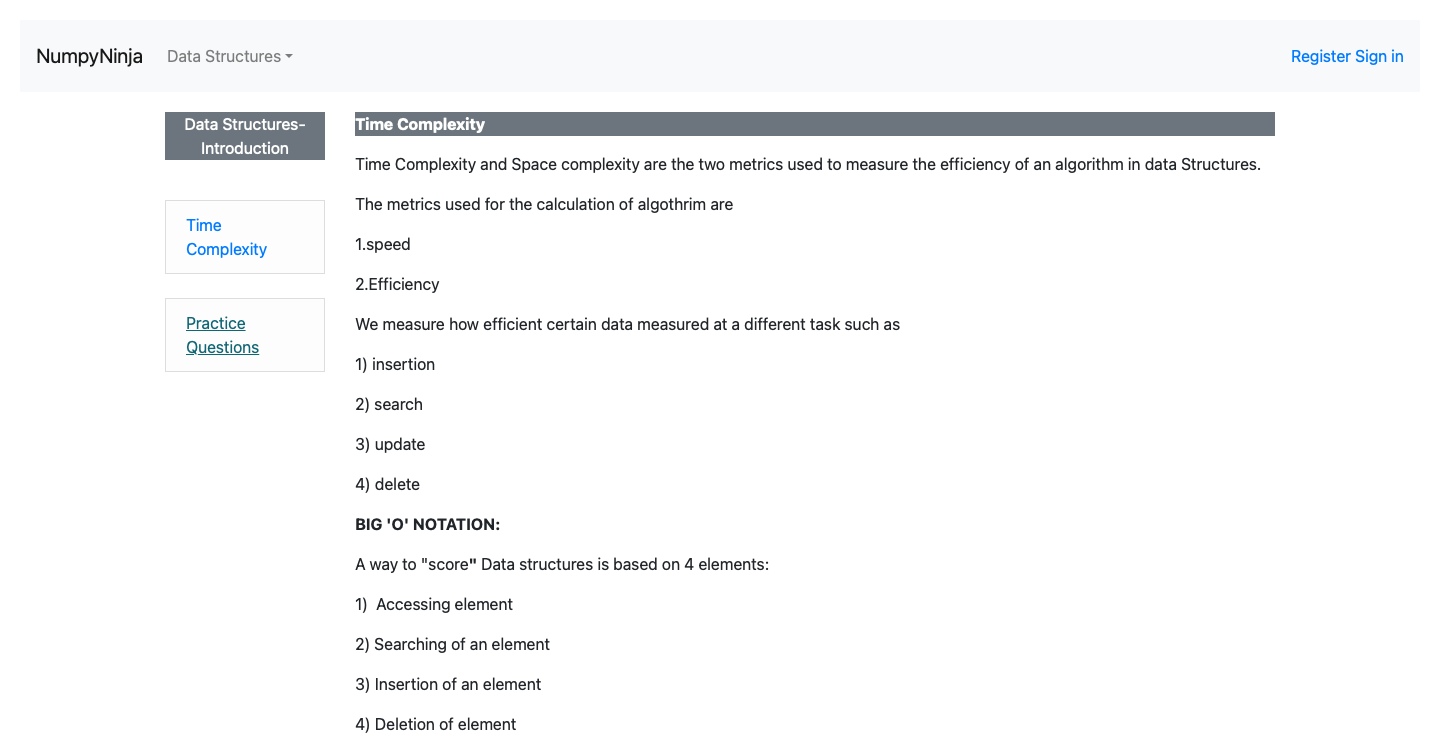 NumpyNinja
Data Structures
Register Sign in
Data Structures-
Introduction
Time
Complexity
Practice
Questions
Time Complexity
Time Complexity and Space complexity are the two metrics used to measure the efficiency of an algorithm in data Structures.
The metrics used for the calculation of algothrim are
1.speed
2.Efficiency
We measure how efficient certain data measured at a different task such as
1) insertion
2) search
3) update
4) delete
BIG 'O' NOTATION:
A way to "score" Data structures is based on 4 elements:
1)  Accessing element
2) Searching of an element
3) Insertion of an element
4) Deletion of element